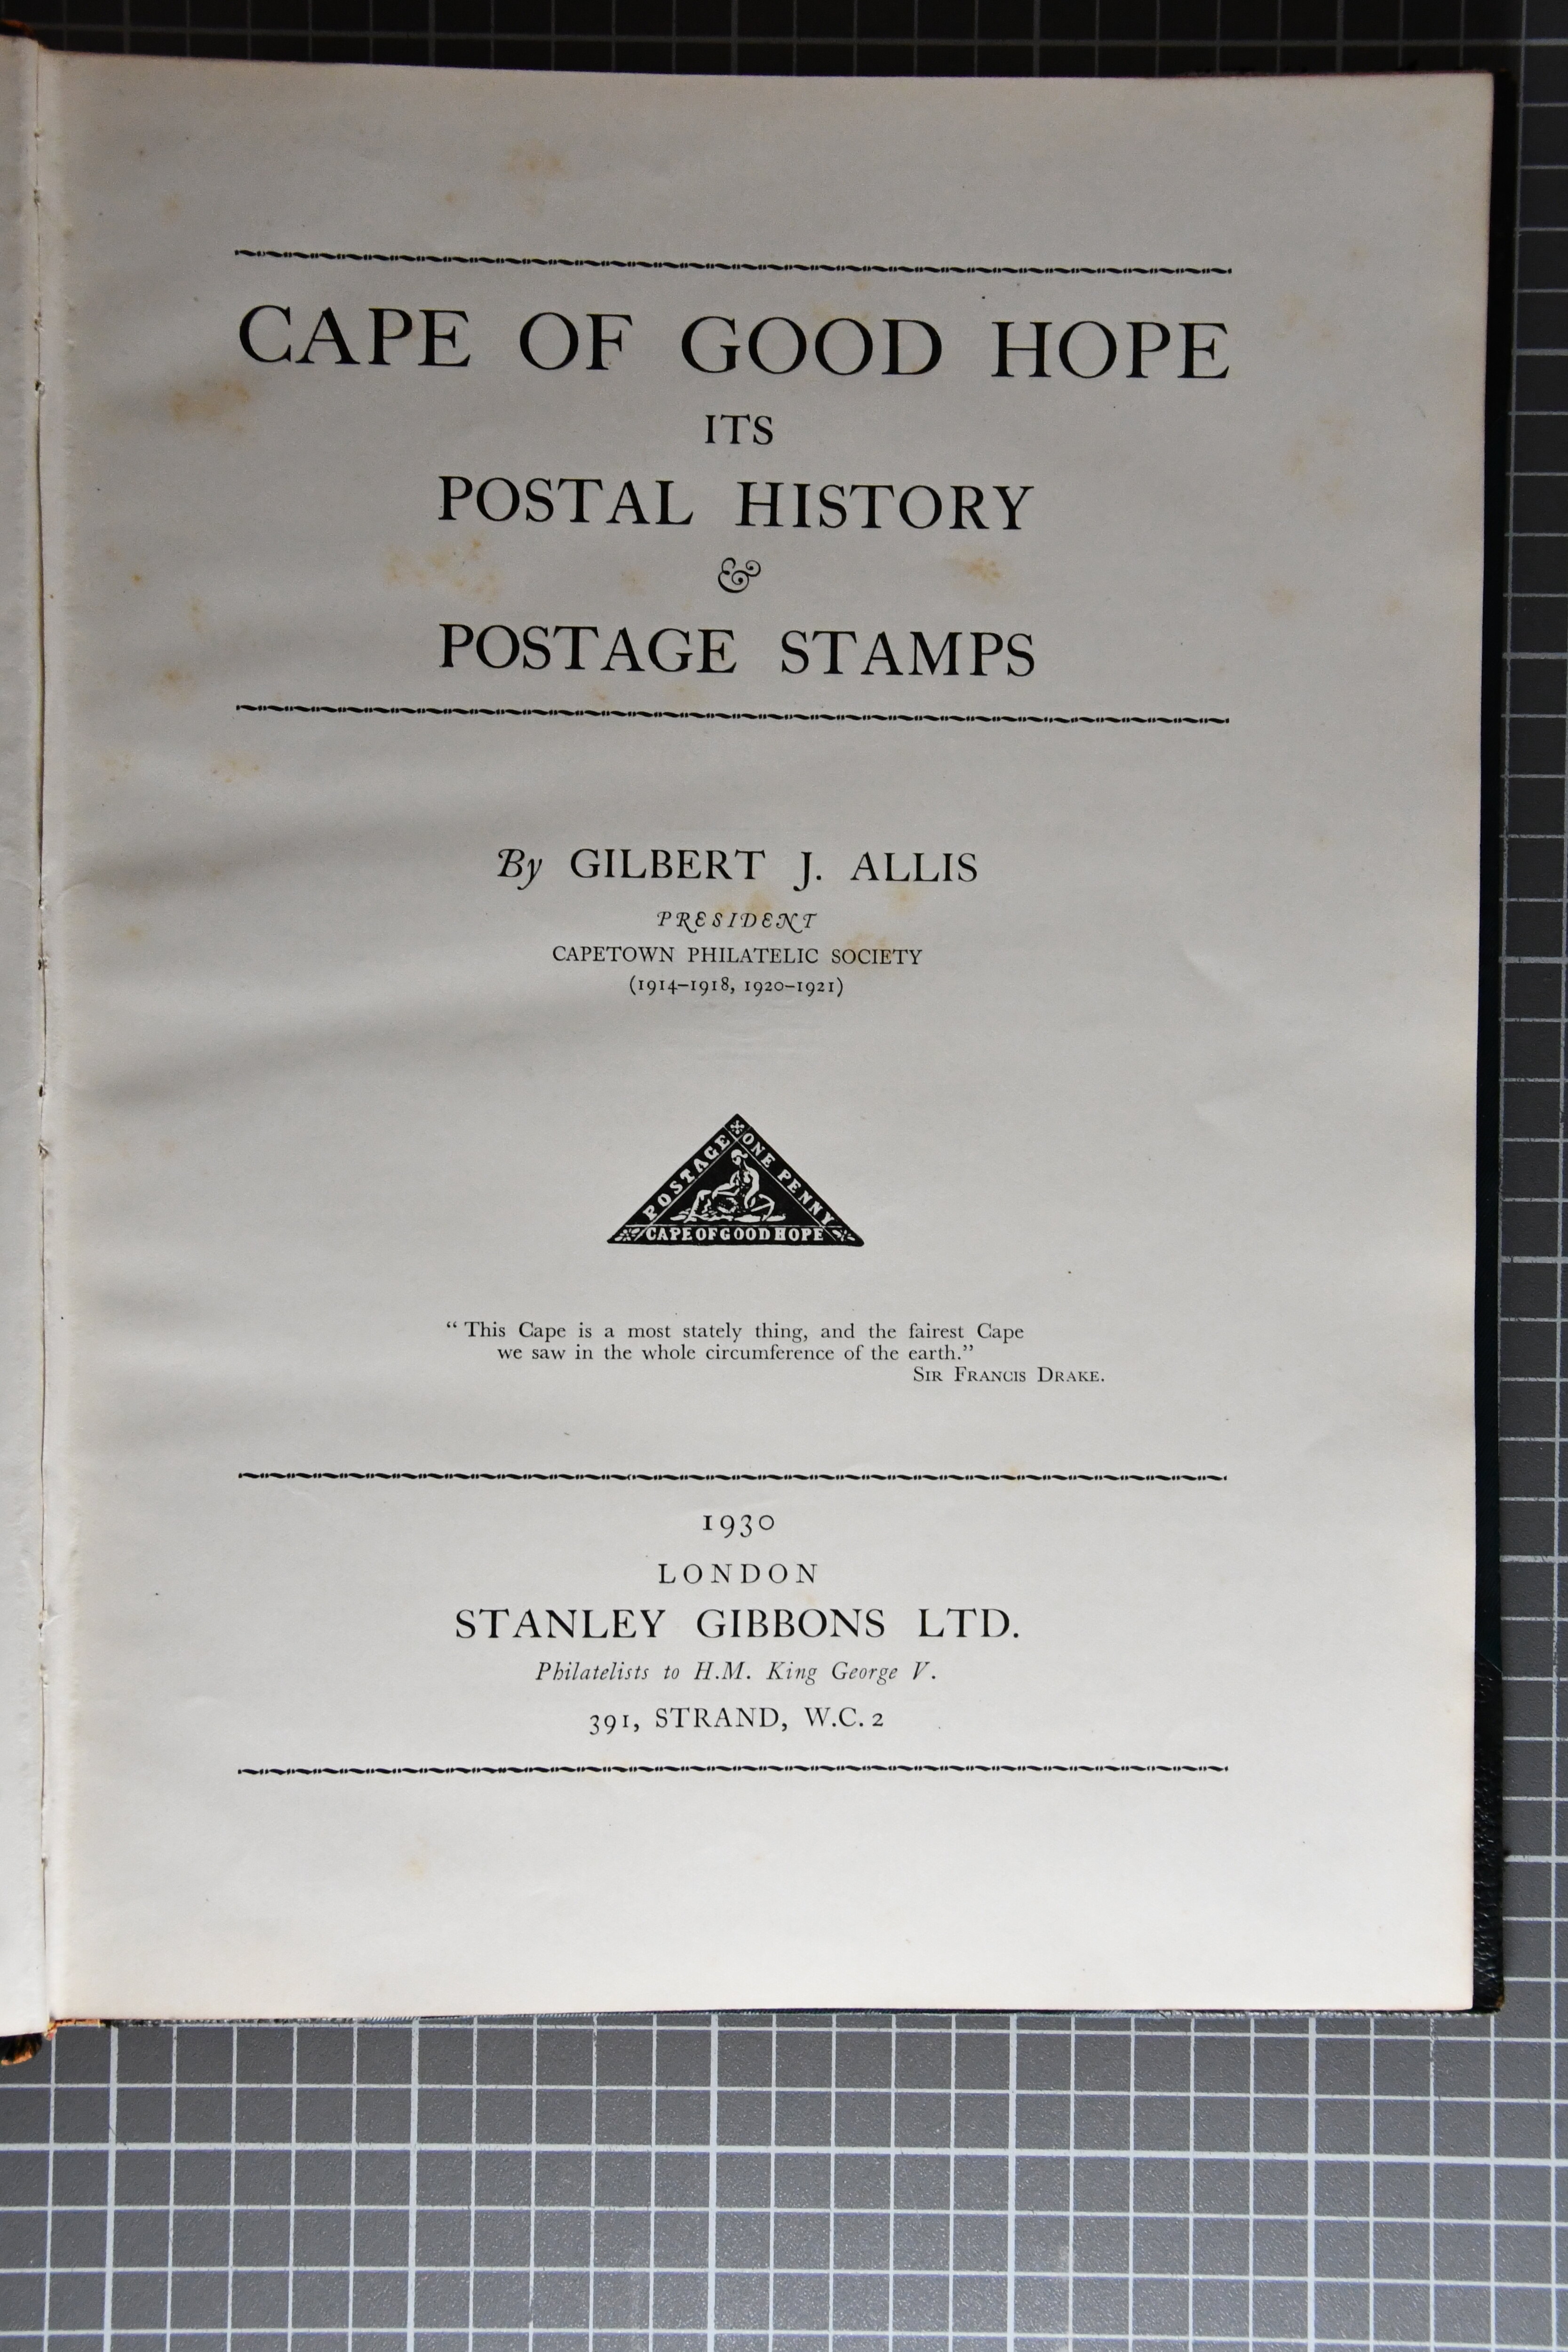 CAPE OF GOOD HOPE
ITS
POSTAL HISTORY
&
POSTAGE STAMPS
By GILBERT J. ALLIS
PRESIDENT
CAPETOWN PHILATELIC SOCIETY
(1914–1918, 1920–1921)
POSTAGE ONE PENNY
CAPE OF GOOD HOPE
“ This Cape is a most stately thing, and the fairest Cape
we saw in the whole circumference of the earth.”
SIR FRANCIS DRAKE.
1930
LONDON
STANLEY GIBBONS LTD.
Philatelists to H.M. King George V.
391, STRAND, W.C. 2